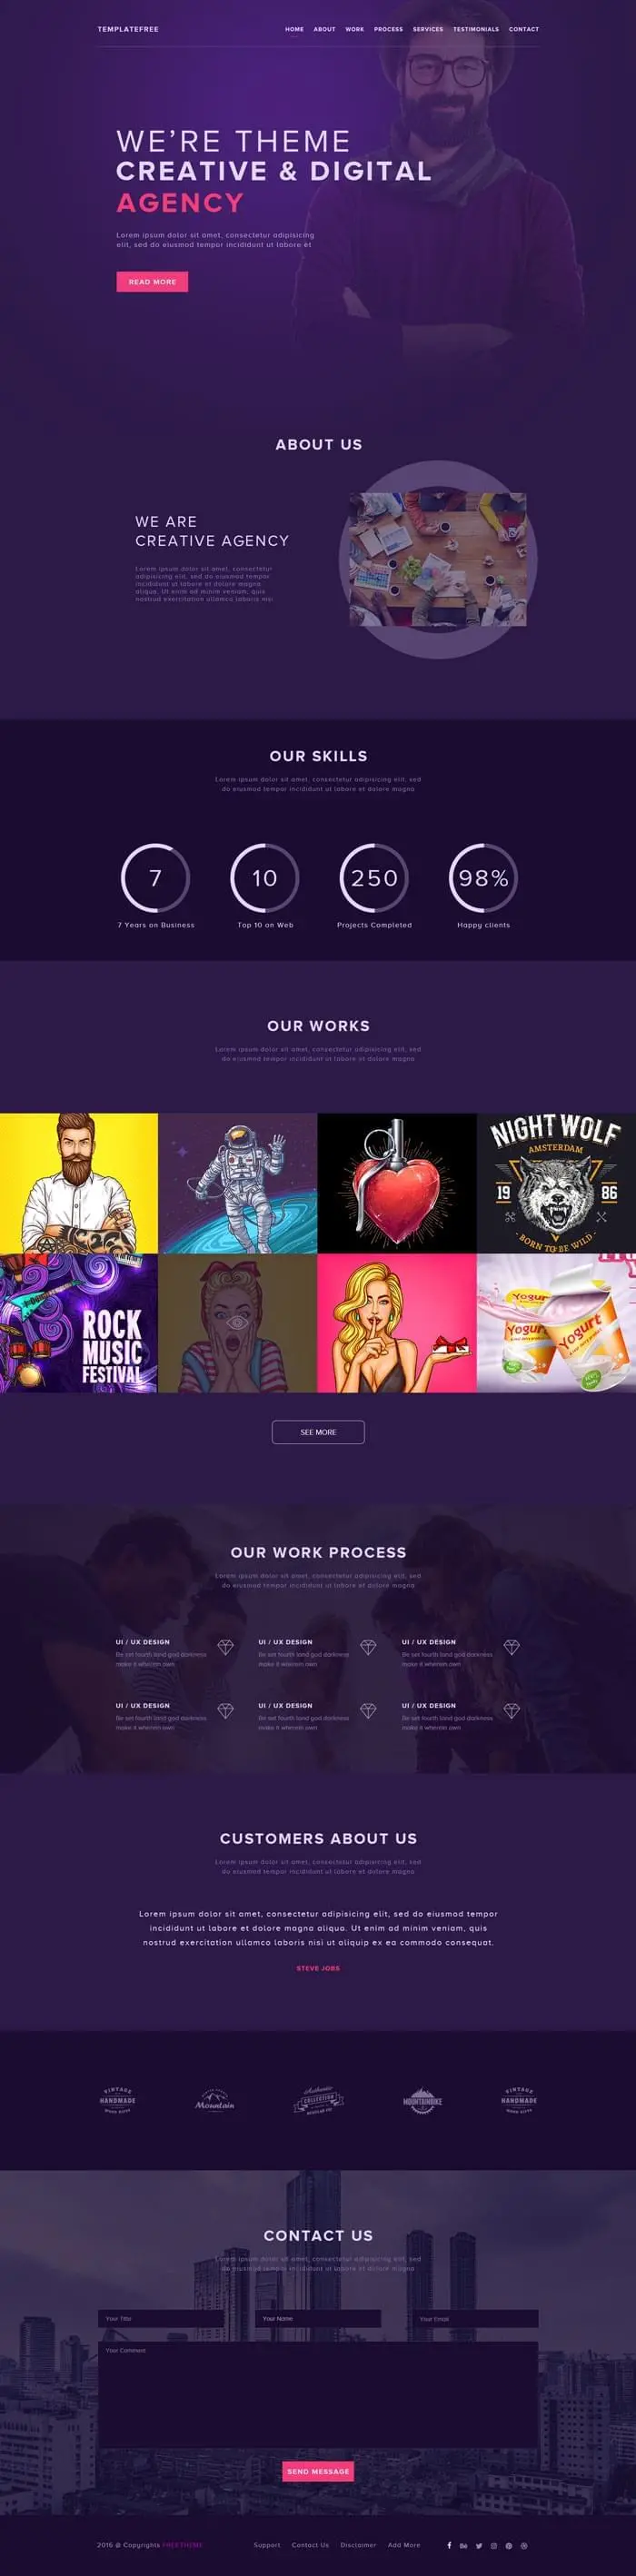 TEMPLATEFREE
HOME ABOUT WORK PROCESS SERVICES TESTIMONIALS CONTACT
WE'RE THEME
CREATIVE & DIGITAL
AGENCY
Lorem ipsum dolor sit amet, consectetur adipisicing
elit, sed do eiusmod tempor incididunt ut labore et
READ MORE
ABOUT US
WE ARE
CREATIVE AGENCY
Lorem ipsum dolor sit amet, consectetur
adipisicing elit, sed do eiusmod tempor
incididunt ut labore et dolore magna
aliqua. Ut enim ad minim veniam, quis
nostrud exercitation ullamco laboris nisi
OUR SKILLS
Lorem ipsum dolor sit amet, consectetur adipisicing elit, sed
do eiusmod tempor incididunt ut labore et dolore magna
7 10 250 98%
7 Years on Business Top 10 on Web Projects Completed Happy clients
OUR WORKS
Lorem ipsum dolor sit amet, consectetur adipisicing elit, sed
do eiusmod tempor incididunt ut labore et dolore magna
NIGHT WOLF
AMSTERDAM
19 86
BORN TO BE WILD
ROCK
MUSIC
FESTIVAL
Yogurt
Yogurt
SEE MORE
OUR WORK PROCESS
Lorem ipsum dolor sit amet, consectetur adipisicing elit, sed
do eiusmod tempor incididunt ut labore et dolore magna
UI / UX DESIGN UI / UX DESIGN UI / UX DESIGN
Be set fourth land god darkness Be set fourth land god darkness Be set fourth land god darkness
make it wherein own make it wherein own make it wherein own
UI / UX DESIGN UI / UX DESIGN UI / UX DESIGN
Be set fourth land god darkness Be set fourth land god darkness Be set fourth land god darkness
make it wherein own make it wherein own make it wherein own
CUSTOMERS ABOUT US
Lorem ipsum dolor sit amet, consectetur adipisicing elit, sed
do eiusmod tempor incididunt ut labore et dolore magna
Lorem ipsum dolor sit amet, consectetur adipisicing elit, sed do eiusmod tempor
incididunt ut labore et dolore magna aliqua. Ut enim ad minim veniam, quis
nostrud exercitation ullamco laboris nisi ut aliquip ex ea commodo consequat.
STEVE JOBS
VINTAGE
HANDMADE
Mountain
Authentic
COLLECTION
MOUNTAINBIKE
VINTAGE
HANDMADE
CONTACT US
Lorem ipsum dolor sit amet, consectetur adipisicing elit, sed
do eiusmod tempor incididunt ut labore et dolore magna
Your Title Your Name Your Email
Your Comment
SEND MESSAGE
2016 @ Copyrights FREETHEME Support Contact Us Disclaimer Add More